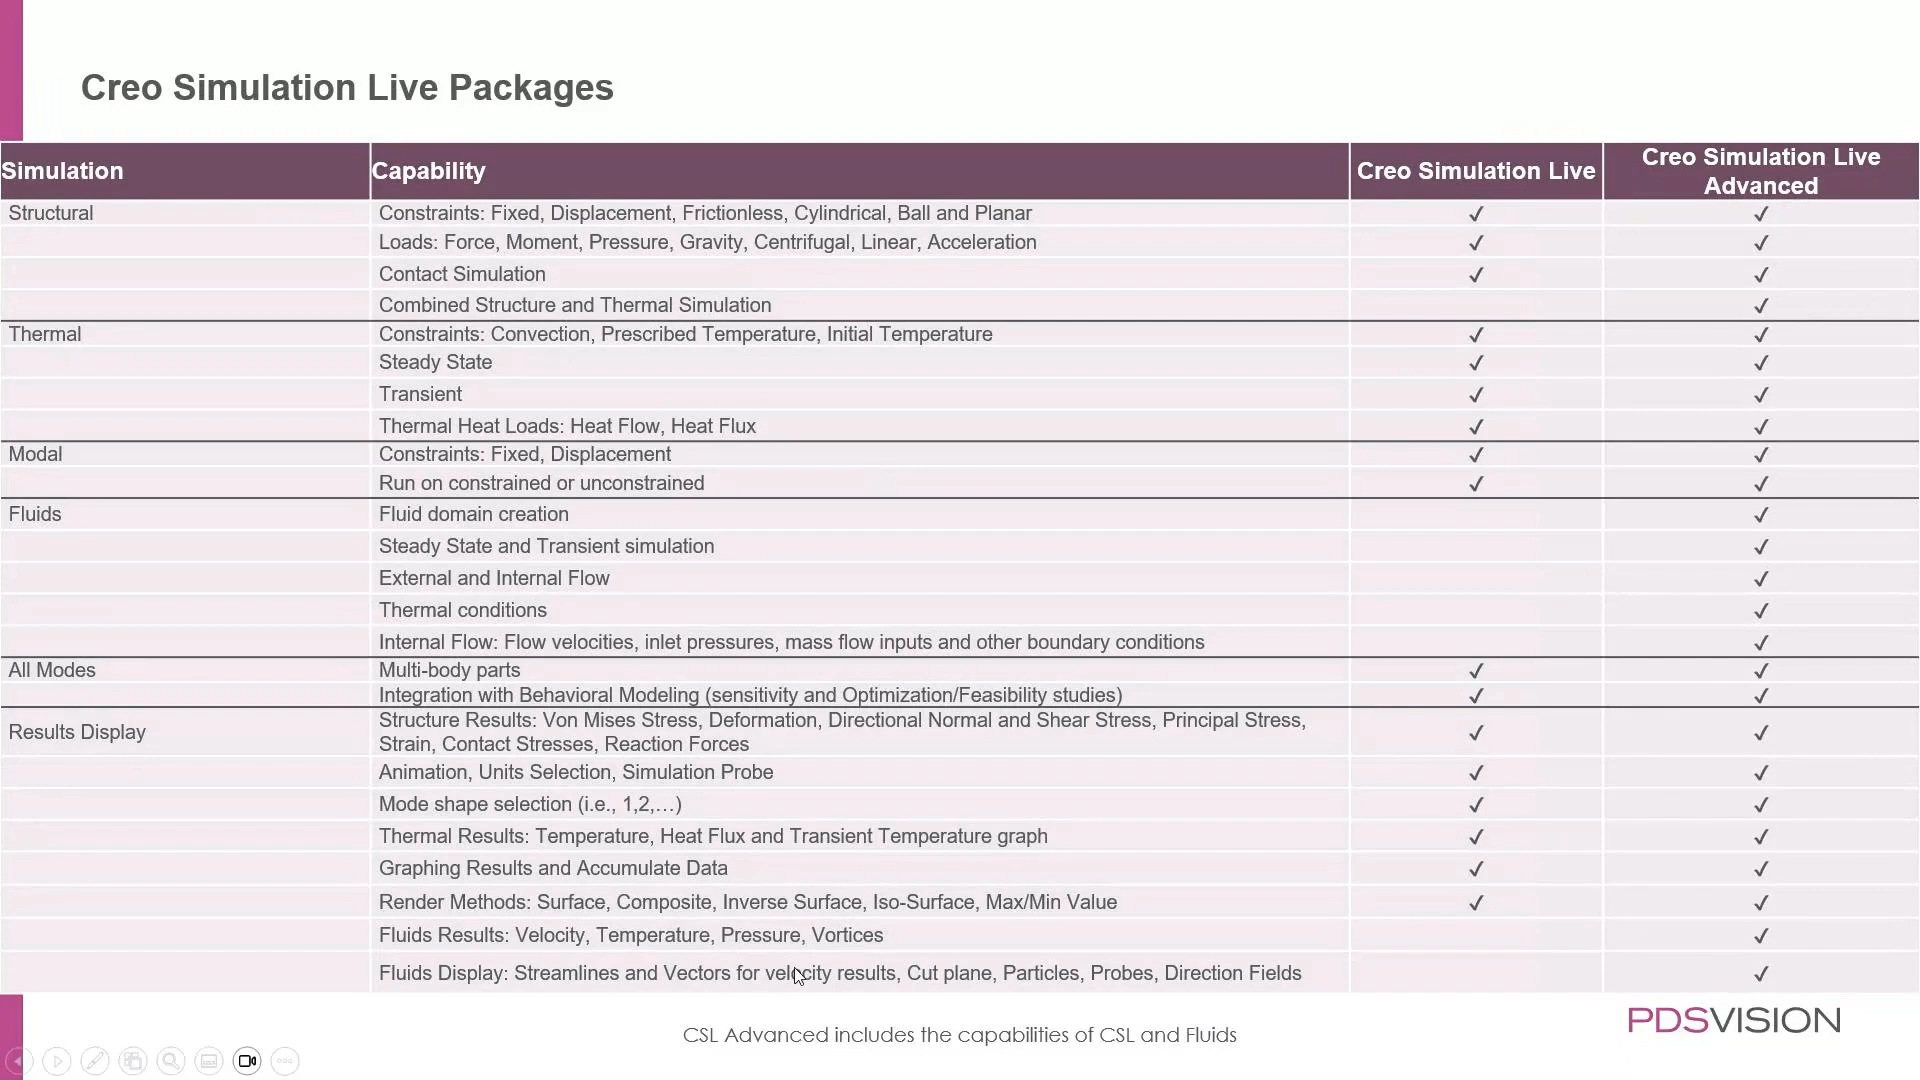 Creo Simulation Live Packages
Simulation Capability Creo Simulation Live Creo Simulation Live Advanced
Structural Constraints: Fixed, Displacement, Frictionless, Cylindrical, Ball and Planar ✓ ✓
Loads: Force, Moment, Pressure, Gravity, Centrifugal, Linear, Acceleration ✓ ✓
Contact Simulation ✓ ✓
Combined Structure and Thermal Simulation ✓
Thermal Constraints: Convection, Prescribed Temperature, Initial Temperature ✓ ✓
Steady State ✓ ✓
Transient ✓ ✓
Thermal Heat Loads: Heat Flow, Heat Flux ✓ ✓
Modal Constraints: Fixed, Displacement ✓ ✓
Run on constrained or unconstrained ✓ ✓
Fluids Fluid domain creation ✓
Steady State and Transient simulation ✓
External and Internal Flow ✓
Thermal conditions ✓
Internal Flow: Flow velocities, inlet pressures, mass flow inputs and other boundary conditions ✓
All Modes Multi-body parts ✓ ✓
Integration with Behavioral Modeling (sensitivity and Optimization/Feasibility studies) ✓ ✓
Results Display Structure Results: Von Mises Stress, Deformation, Directional Normal and Shear Stress, Principal Stress,
Strain, Contact Stresses, Reaction Forces ✓ ✓
Animation, Units Selection, Simulation Probe ✓ ✓
Mode shape selection (i.e., 1,2,…) ✓ ✓
Thermal Results: Temperature, Heat Flux and Transient Temperature graph ✓ ✓
Graphing Results and Accumulate Data ✓ ✓
Render Methods: Surface, Composite, Inverse Surface, Iso-Surface, Max/Min Value ✓ ✓
Fluids Results: Velocity, Temperature, Pressure, Vortices ✓
Fluids Display: Streamlines and Vectors for velocity results, Cut plane, Particles, Probes, Direction Fields ✓
CSL Advanced includes the capabilities of CSL and Fluids
PDSVISION